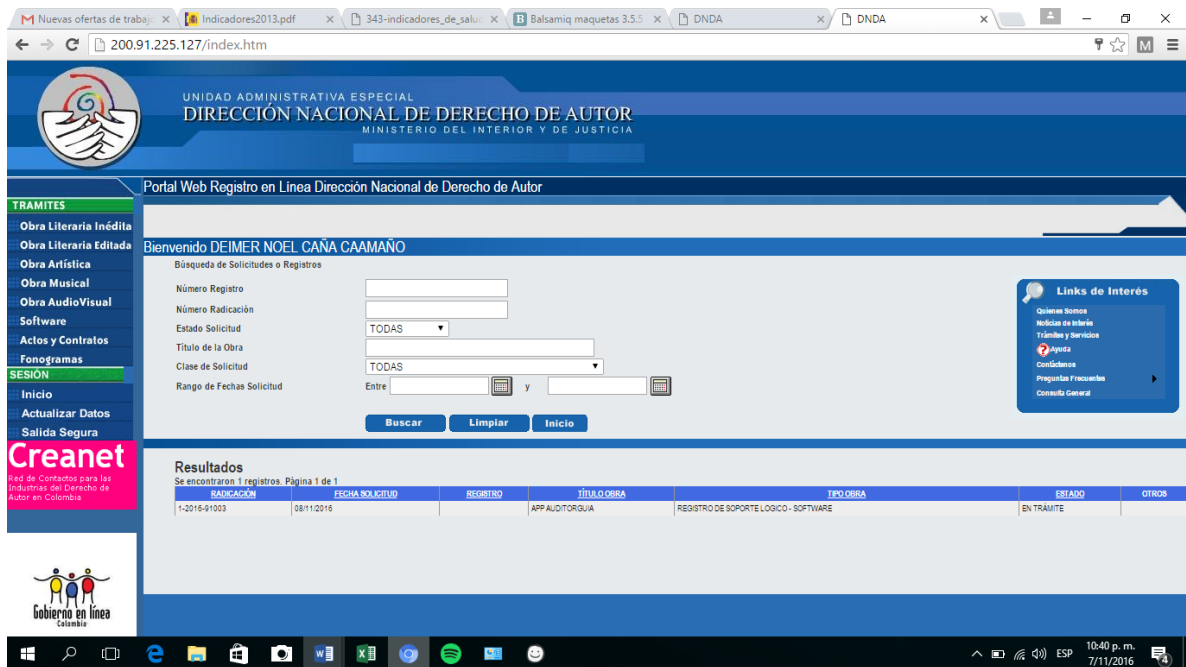 Nuevas ofertas de trabajo
Indicadores2013.pdf
343-indicadores_de_salud
Balsamiq maquetas 3.5.5
DNDA
DNDA
200.91.225.127/index.htm
UNIDAD ADMINISTRATIVA ESPECIAL
DIRECCIÓN NACIONAL DE DERECHO DE AUTOR
MINISTERIO DEL INTERIOR Y DE JUSTICIA
Portal Web Registro en Línea Dirección Nacional de Derecho de Autor
TRAMITES
Obra Literaria Inédita
Obra Literaria Editada
Obra Artística
Obra Musical
Obra AudioVisual
Software
Actos y Contratos
Fonogramas
SESIÓN
Inicio
Actualizar Datos
Salida Segura
Creanet
Red de Contactos para las
Industrias del Derecho de
Autor en Colombia
Gobierno en línea
Colombia
Bienvenido DEIMER NOEL CAÑA CAAMAÑO
Búsqueda de Solicitudes o Registros
Número Registro
Número Radicación
Estado Solicitud TODAS
Título de la Obra
Clase de Solicitud TODAS
Rango de Fechas Solicitud Entre y
Buscar Limpiar Inicio
Links de Interés
Quienes Somos
Noticias de Interés
Trámites y Servicios
Ayuda
Contáctenos
Preguntas Frecuentes
Consulta General
Resultados
Se encontraron 1 registros. Página 1 de 1
RADICACIÓN FECHA SOLICITUD REGISTRO TÍTULO OBRA TIPO OBRA ESTADO OTROS
1-2016-91003 08/11/2016 APP AUDITORGUIA REGISTRO DE SOPORTE LOGICO - SOFTWARE EN TRÁMITE
ESP
10:40 p. m.
7/11/2016
4